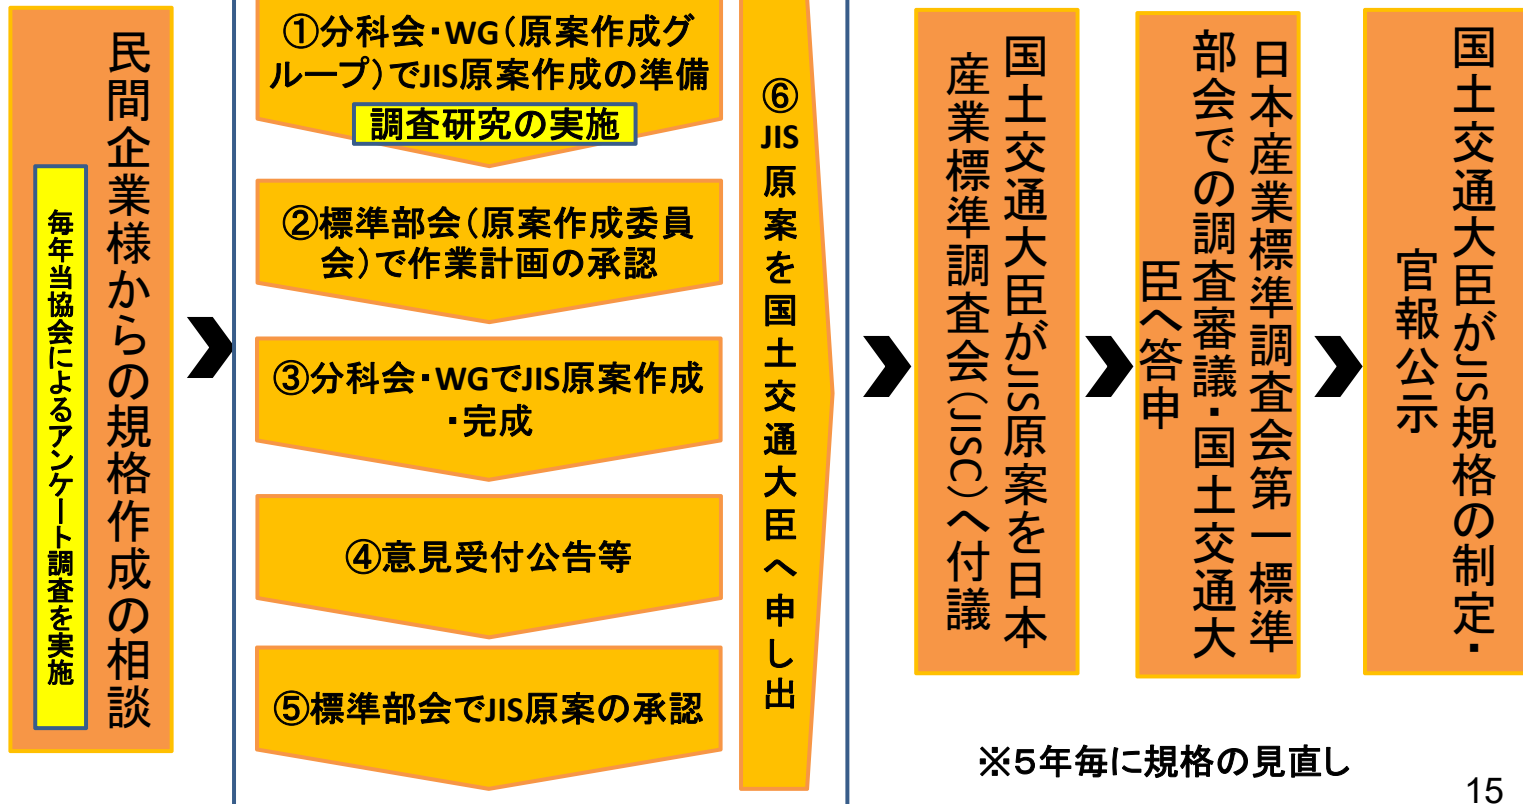 民間企業様からの規格作成の相談
毎年当協会によるアンケート調査を実施
①分科会・WG（原案作成グ
ループ）でJIS原案作成の準備
調査研究の実施
②標準部会（原案作成委員
会）で作業計画の承認
③分科会・WGでJIS原案作成
・完成
④意見受付公告等
⑤標準部会でJIS原案の承認
⑥JIS原案を国土交通大臣へ申し出
国土交通大臣がJIS原案を日本
産業標準調査会（JISC）へ付議
日本産業標準調査会第一標準
部会での調査審議・国土交通大
臣へ答申
国土交通大臣がJIS規格の制定・
官報公示
※５年毎に規格の見直し
15